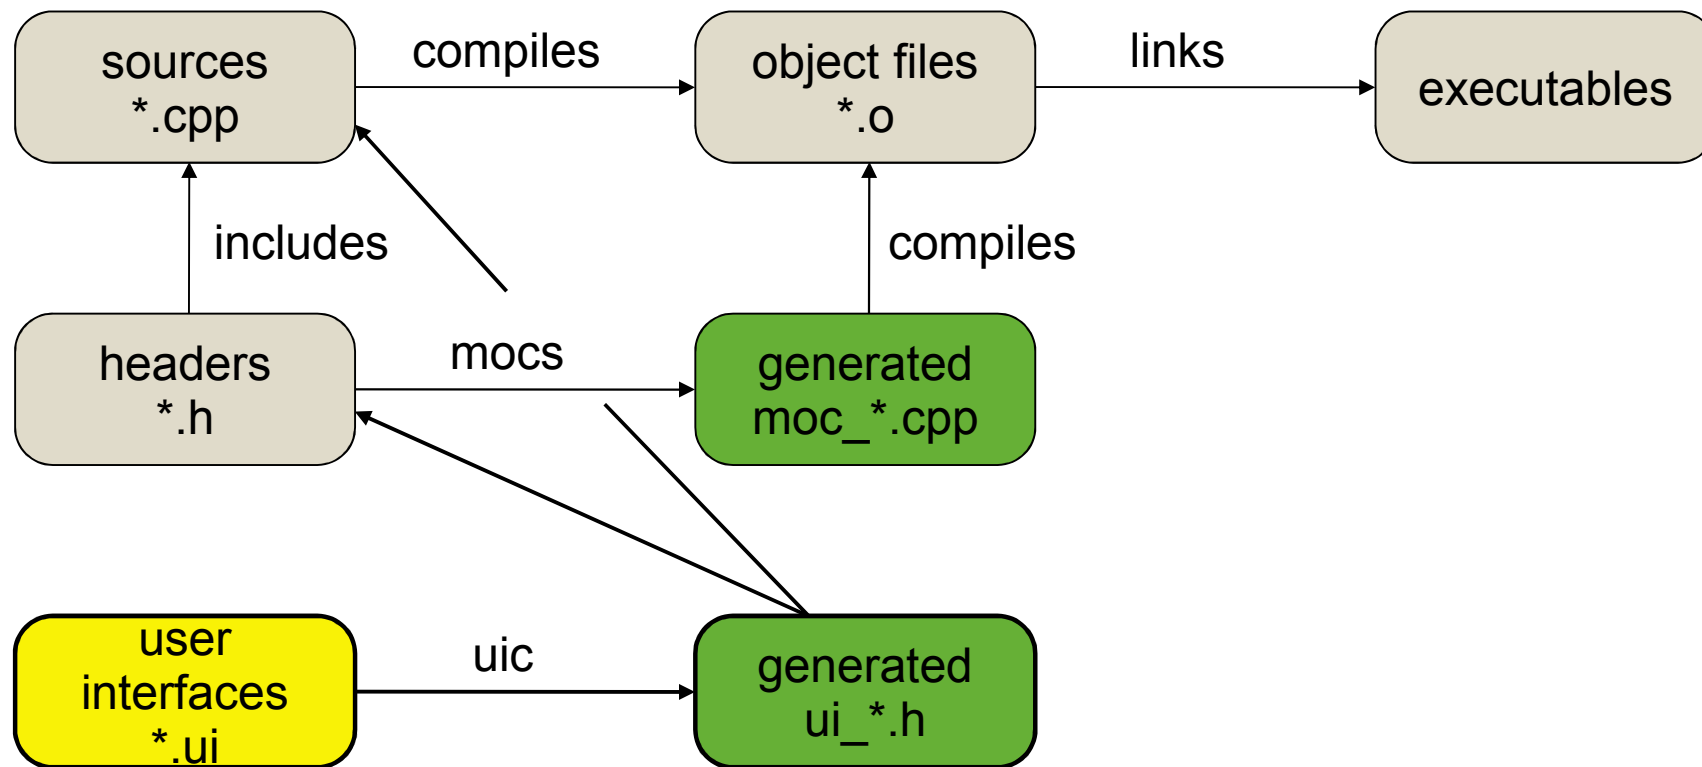 sources
*.cpp
compiles
object files
*.o
links
executables
includes
compiles
headers
*.h
mocs
generated
moc_*.cpp
user
interfaces
*.ui
uic
generated
ui_*.h